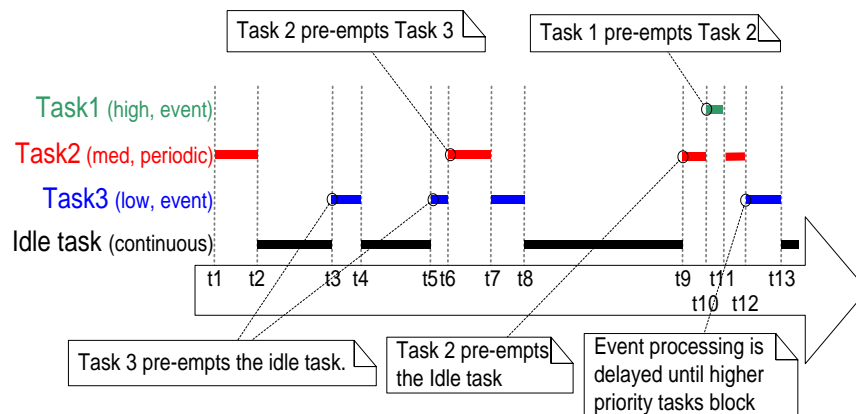 Task 2 pre-empts Task 3
Task 1 pre-empts Task 2
Task1 (high, event)
Task2 (med, periodic)
Task3 (low, event)
Idle task (continuous)
t1 t2 t3 t4 t5 t6 t7 t8 t9 t10 t11 t12 t13
Task 3 pre-empts the idle task.
Task 2 pre-empts
the Idle task
Event processing is
delayed until higher
priority tasks block